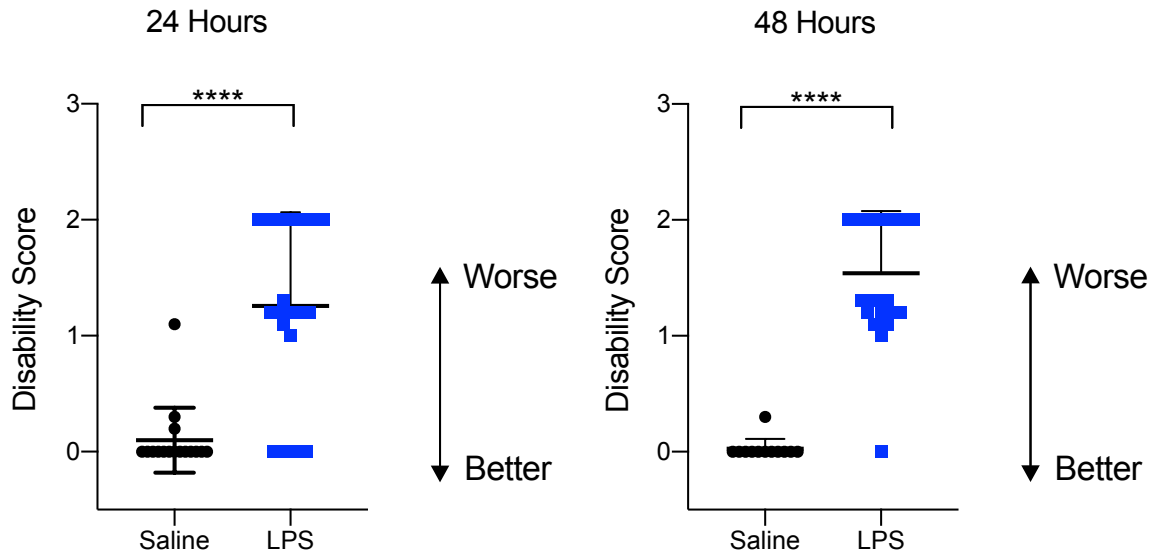 24 Hours
Disability Score
3
2
1
0
****
Saline
LPS
Worse
Better
48 Hours
Disability Score
3
2
1
0
****
Saline
LPS
Worse
Better